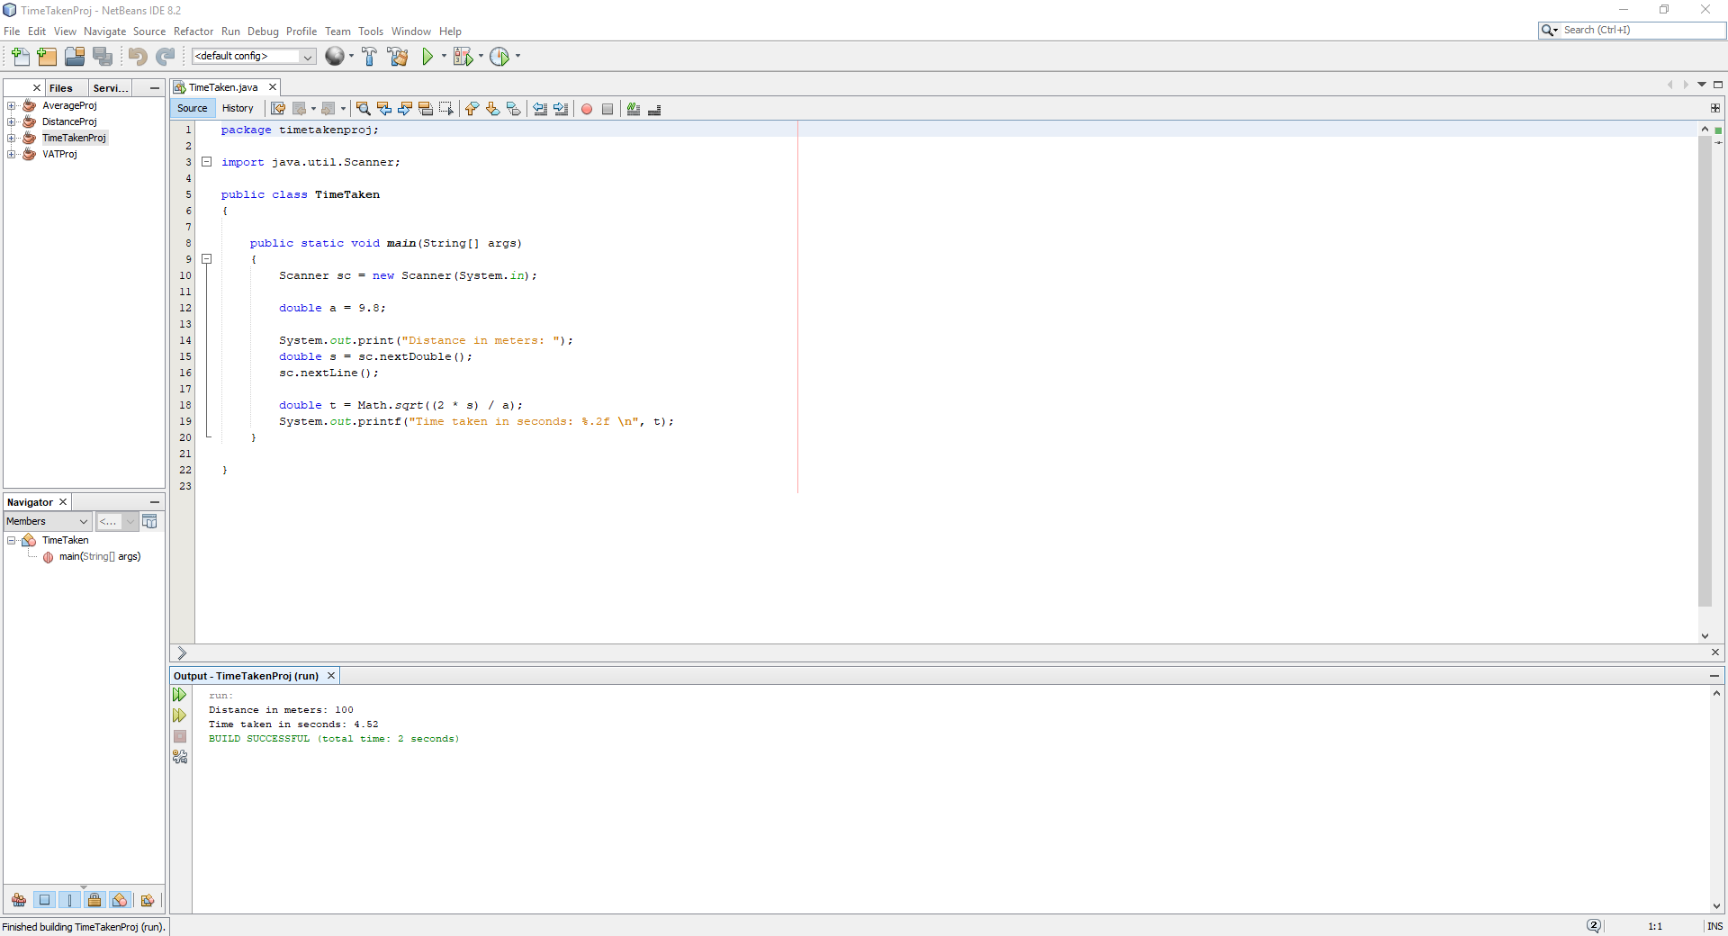 TimeTakenProj - NetBeans IDE 8.2
File Edit View Navigate Source Refactor Run Debug Profile Team Tools Window Help
Search (Ctrl+I)
<default config>
Files Servi...
AverageProj
DistanceProj
TimeTakenProj
VATProj
TimeTaken.java
Source History
1 package timetakenproj;
2
3 import java.util.Scanner;
4
5 public class TimeTaken
6 {
7
8 public static void main(String[] args)
9 {
10 Scanner sc = new Scanner(System.in);
11
12 double a = 9.8;
13
14 System.out.print("Distance in meters: ");
15 double s = sc.nextDouble();
16 sc.nextLine();
17
18 double t = Math.sqrt((2 * s) / a);
19 System.out.printf("Time taken in seconds: %.2f \n", t);
20 }
21
22 }
23
Navigator
Members <...
TimeTaken
main(String[] args)
Output - TimeTakenProj (run)
run:
Distance in meters: 100
Time taken in seconds: 4.52
BUILD SUCCESSFUL (total time: 2 seconds)
Finished building TimeTakenProj (run).
2 1:1 INS